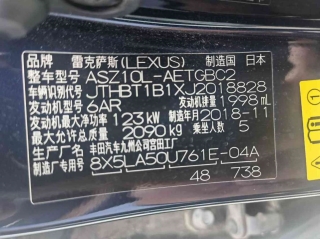 品牌 雷克萨斯(LEXUS) 制造国 日本
整车型号 ASZ10L-AETGBC2
车辆识别代号 JTHBT1B1XJ2018828
发动机型号 6AR 发动机排量 1998mL
发动机最大净功率 123kW 制造年月 2018-11
最大允许总质量 2090kg 乘坐人数 5
制造厂名 丰田汽车九州公司宫田工厂
8X5LA50U761E-04A
48 738